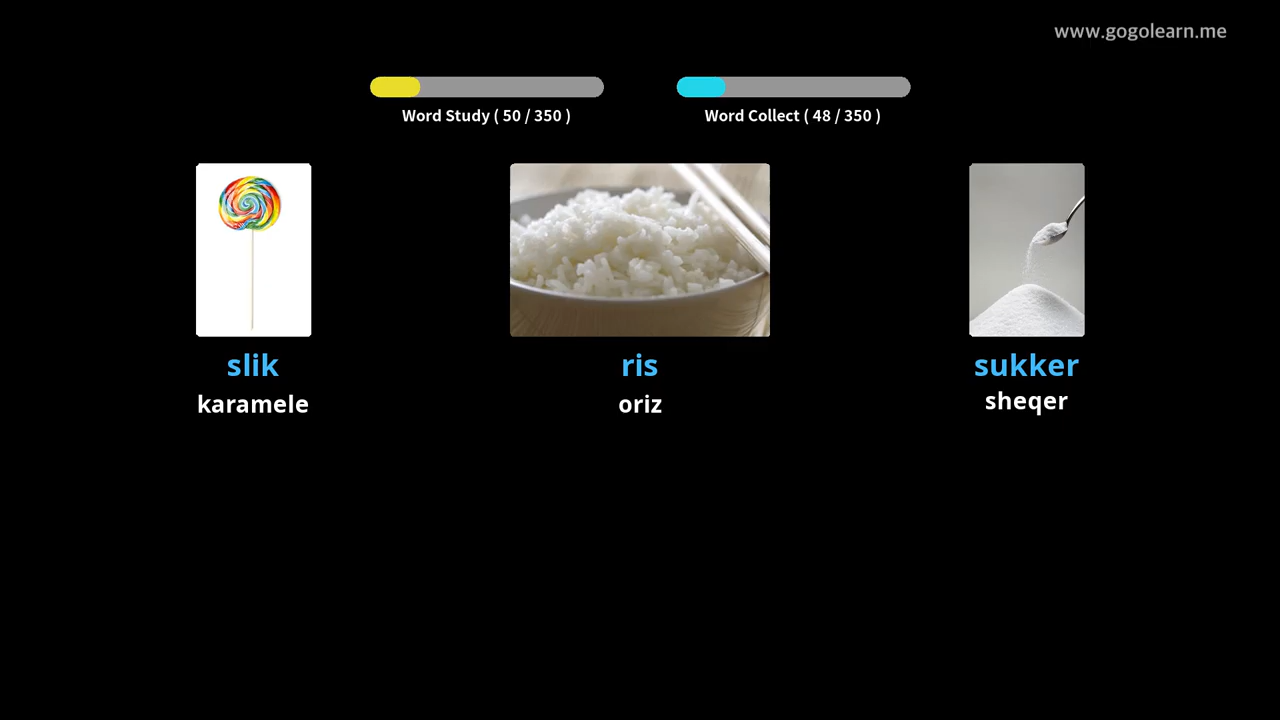 www.gogolearn.me
Word Study ( 50 / 350 )
Word Collect ( 48 / 350 )
slik
ris
sukker
karamele
oriz
sheqer